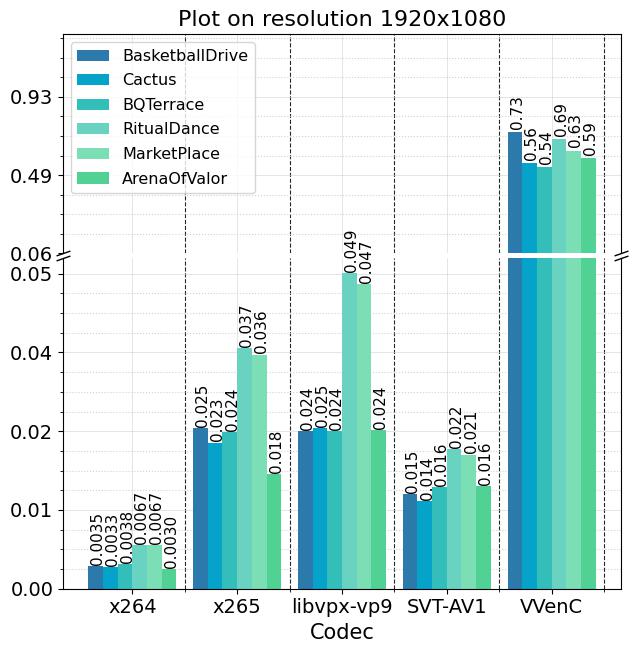 Plot on resolution 1920x1080
BasketballDrive
Cactus
BQTerrace
RitualDance
MarketPlace
ArenaOfValor
0.93
0.49
0.06
0.05
0.04
0.02
0.01
0.00
0.0035
0.0033
0.0038
0.0067
0.0067
0.0030
0.025
0.023
0.024
0.037
0.036
0.018
0.024
0.025
0.024
0.049
0.047
0.024
0.015
0.014
0.016
0.022
0.021
0.016
0.73
0.56
0.54
0.69
0.63
0.59
x264
x265
libvpx-vp9
SVT-AV1
VVenC
Codec